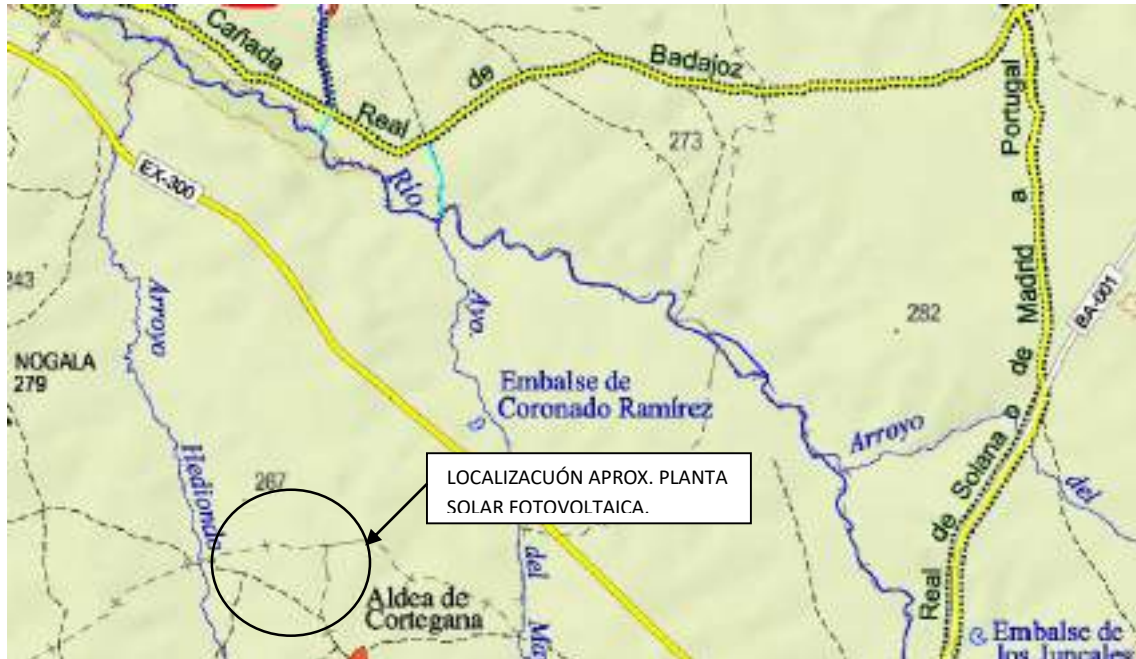 Cañada
Real
de
Badajoz
EX-300
Río
273
Portugal
a
Madrid
de
o
Solana
de
Real
BA-001
282
243
Arroyo
NOGALA
279
Avo.
Embalse de
Coronado Ramírez
Arroyo
del
Hediondo
267
LOCALIZACUÓN APROX. PLANTA
SOLAR FOTOVOLTAICA.
Aldea de
Cortegana
del
Ma
Embalse de
los Juncales